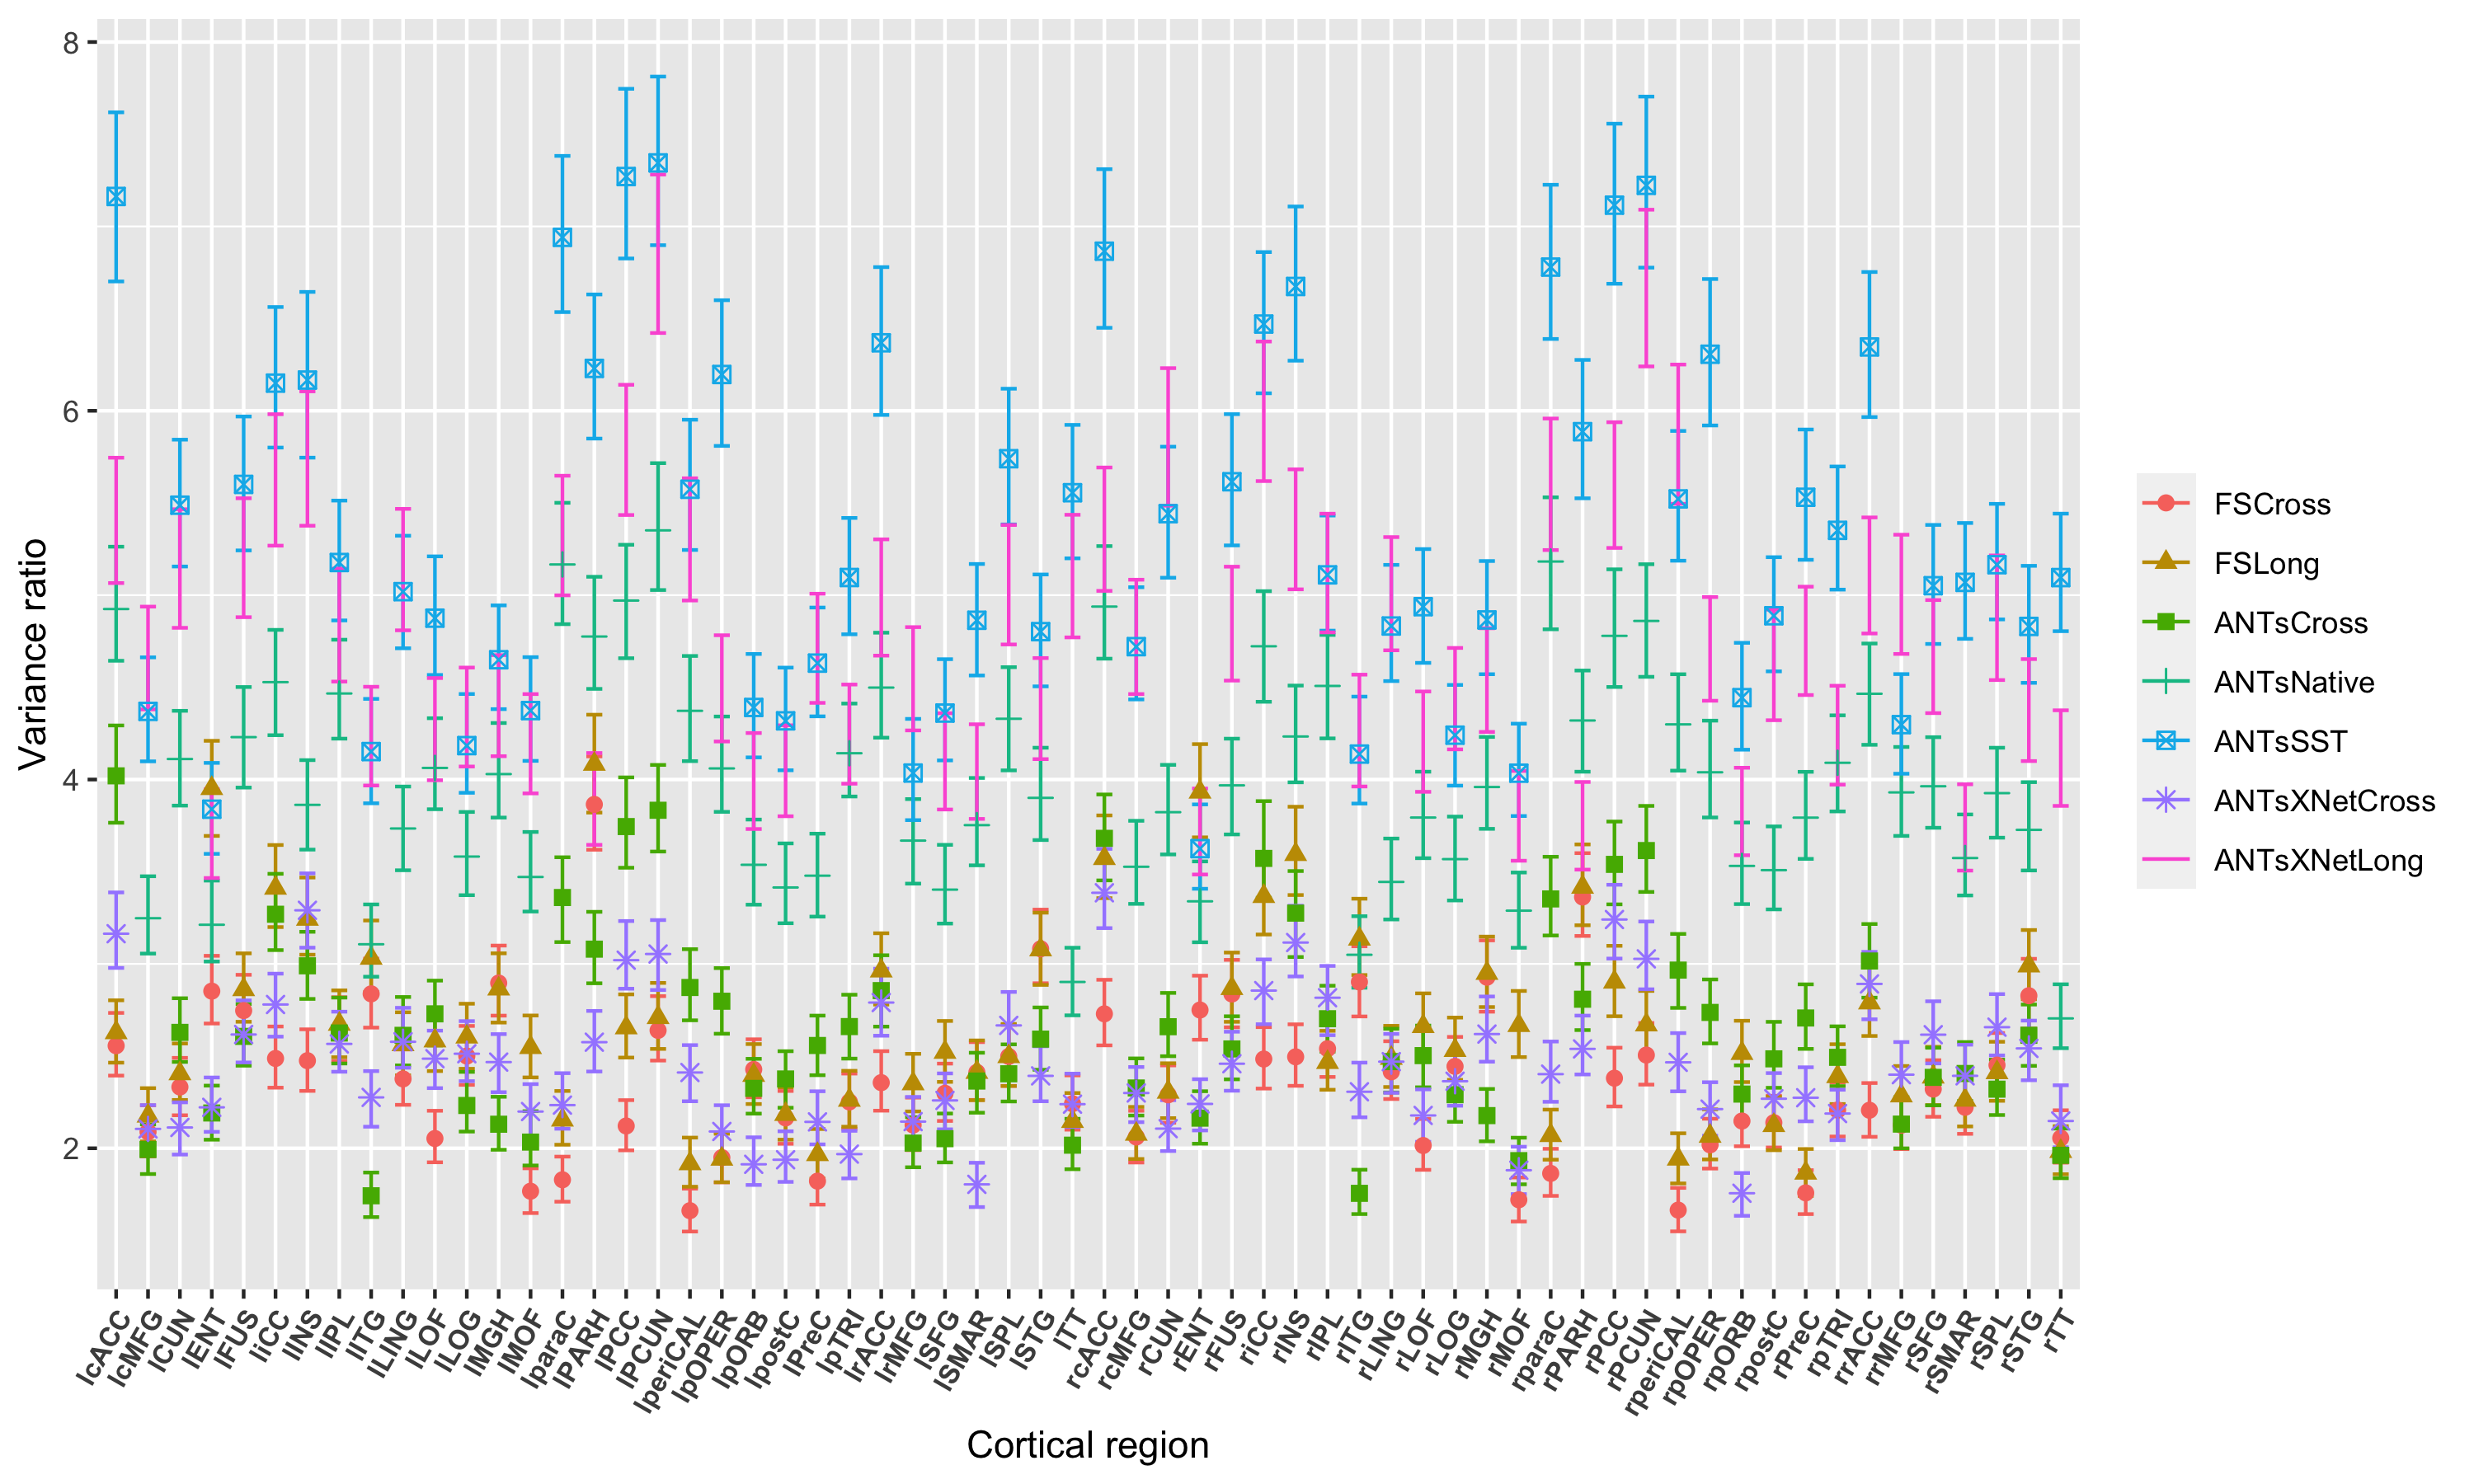 8
6
4
2
Variance ratio
lcACC
lcMFG
lCUN
lENT
lFUS
liCC
lINS
lIPL
lITG
lLING
lLOF
lLOG
lMGH
lMOF
lparaC
lPARH
lPCC
lPCUN
lperiCAL
lpOPER
lpORB
lpostC
lPreC
lpTRI
lrACC
lrMFG
lSFG
lSMAR
lSPL
lSTG
lTT
rcACC
rcMFG
rCUN
rENT
rFUS
riCC
rINS
rIPL
rITG
rLING
rLOF
rLOG
rMGH
rMOF
rparaC
rPARH
rPCC
rPCUN
rperiCAL
rpOPER
rpORB
rpostC
rPreC
rpTRI
rrACC
rrMFG
rSFG
rSMAR
rSPL
rSTG
rTT
Cortical region
FSCross
FSLong
ANTsCross
ANTsNative
ANTsSST
ANTsXNetCross
ANTsXNetLong